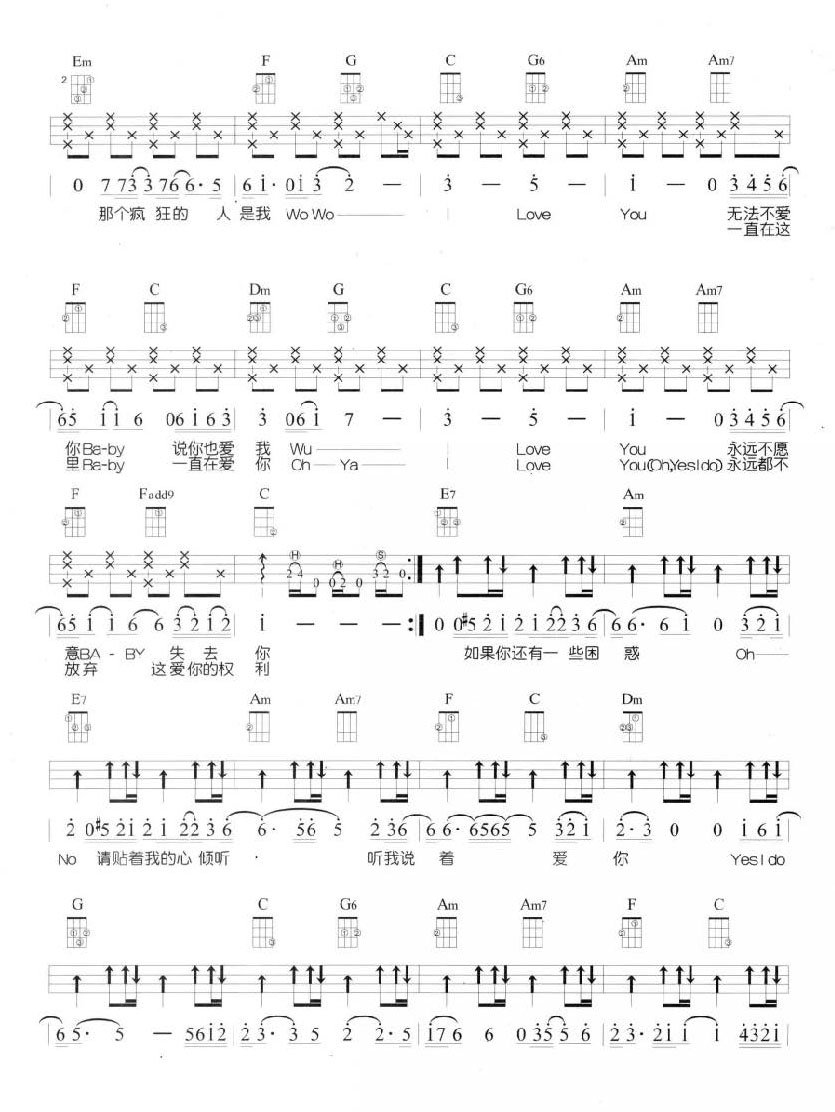 Em F G C G6 Am Am7
2
0 7 7 3 3 7 6 6· 5 | 6 1· 0 1 3 2 — | 3 — 5 — | 1 — 0 3 4 5 6
那个疯 狂的 人 是我 Wo Wo Love You 无法不爱
一直在这
F C Dm G C G6 Am Am7
6 5 1 1 6 0 6 1 6 3 | 3 0 6 1 7 — | 3 — 5 — | 1 — 0 3 4 5 6
你Ba-by 说你也爱 我 Wu Love You 永远不愿
里Ba-by 一直在爱 你 Oh Ya Love You(Oh,YesIdo) 永远都不
F Fadd9 C E7 Am
H H S
2 4 0 0 2 0 3 2 0
6 5 1 1 6 6 3 2 1 2 | 1 — — — :| 0 0 #5 2 1 2 1 2 2 3 6 | 6 6· 6 1 0 3 2 1
意BA - BY 失 去 你 如果你还有一 些困 惑 Oh
放弃 这爱你的权 利
E7 Am Am7 F C Dm
2 0 #5 2 1 2 1 2 2 3 6 | 6· 5 6 5 2 3 6 | 6 6· 6 5 6 5 5 3 2 1 | 2· 3 0 0 1 6 1
No 请贴着我的心 倾听 · 听我说 着 爱 你 YesIdo
G C G6 Am Am7 F C
6 5· 5 — 5 6 1 2 | 2 3· 3 5 2 2· 5 | 1 7 6 6 0 3 5 5 6 | 2 3· 2 1 1 1 4 3 2 1